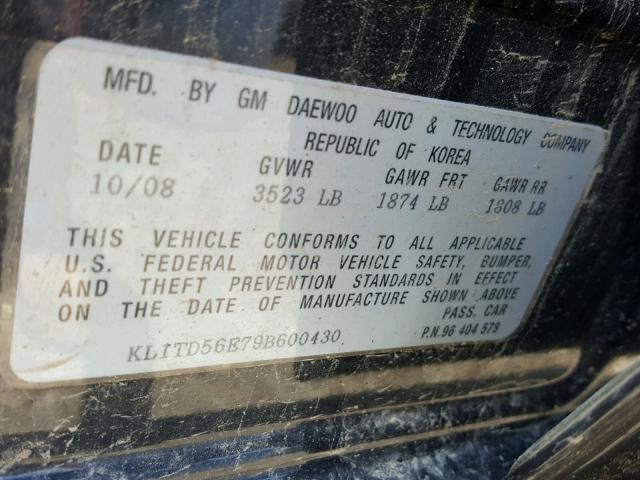 MFD. BY GM DAEWOO AUTO & TECHNOLOGY COMPANY
REPUBLIC OF KOREA
DATE GVWR GAWR FRT GAWR RR
10/08 3523 LB 1874 LB 1808 LB
THIS VEHICLE CONFORMS TO ALL APPLICABLE
U.S. FEDERAL MOTOR VEHICLE SAFETY, BUMPER,
AND THEFT PREVENTION STANDARDS IN EFFECT
ON THE DATE OF MANUFACTURE SHOWN ABOVE
PASS. CAR
KL1TD56E79B600430 P.N.96 404 578